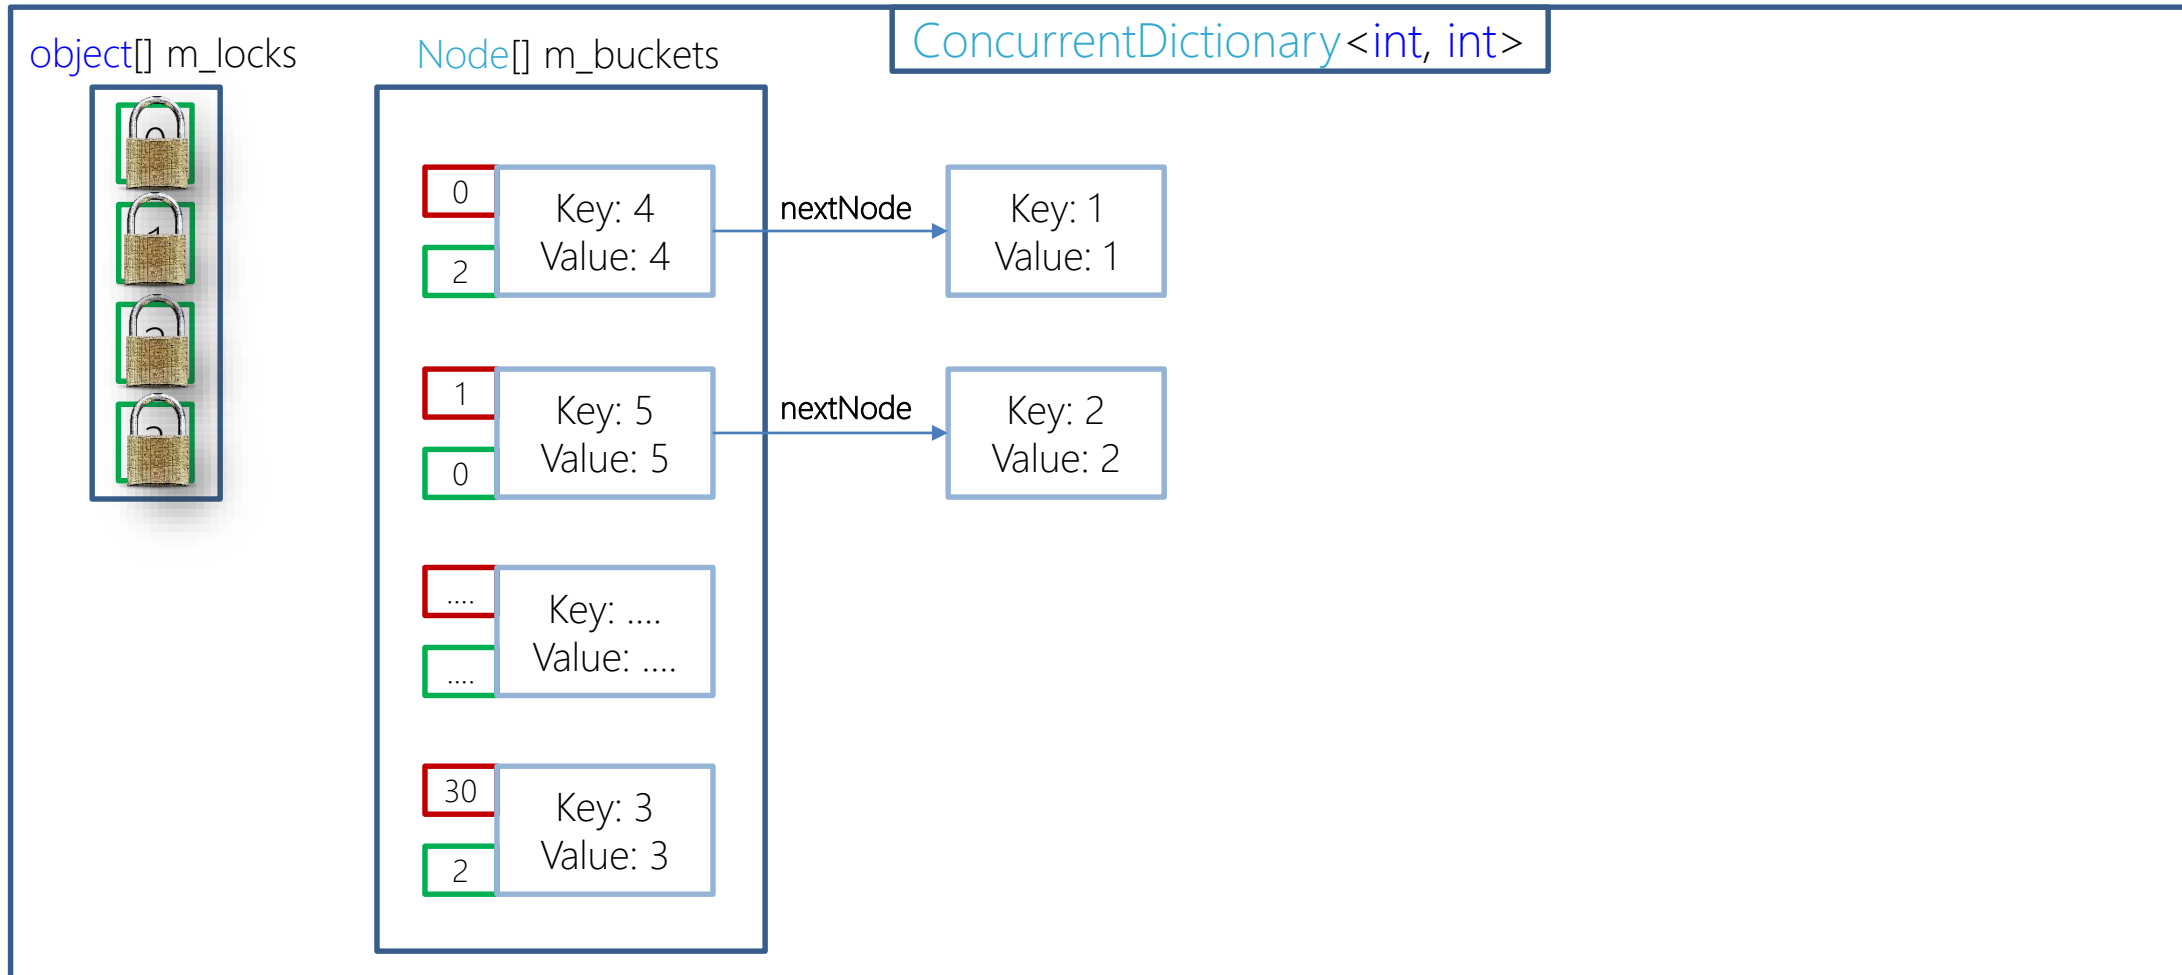 ConcurrentDictionary<int, int>
object[] m_locks
Node[] m_buckets
0
2
Key: 4
Value: 4
nextNode
Key: 1
Value: 1
1
0
Key: 5
Value: 5
nextNode
Key: 2
Value: 2
....
....
Key: ....
Value: ....
30
2
Key: 3
Value: 3